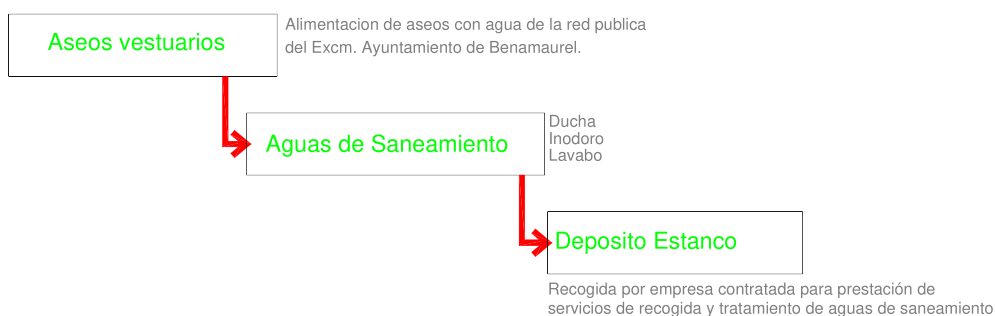 Aseos vestuarios
Alimentacion de aseos con agua de la red publica
del Excm. Ayuntamiento de Benamaurel.
Aguas de Saneamiento
Ducha
Inodoro
Lavabo
Deposito Estanco
Recogida por empresa contratada para prestación de
servicios de recogida y tratamiento de aguas de saneamiento